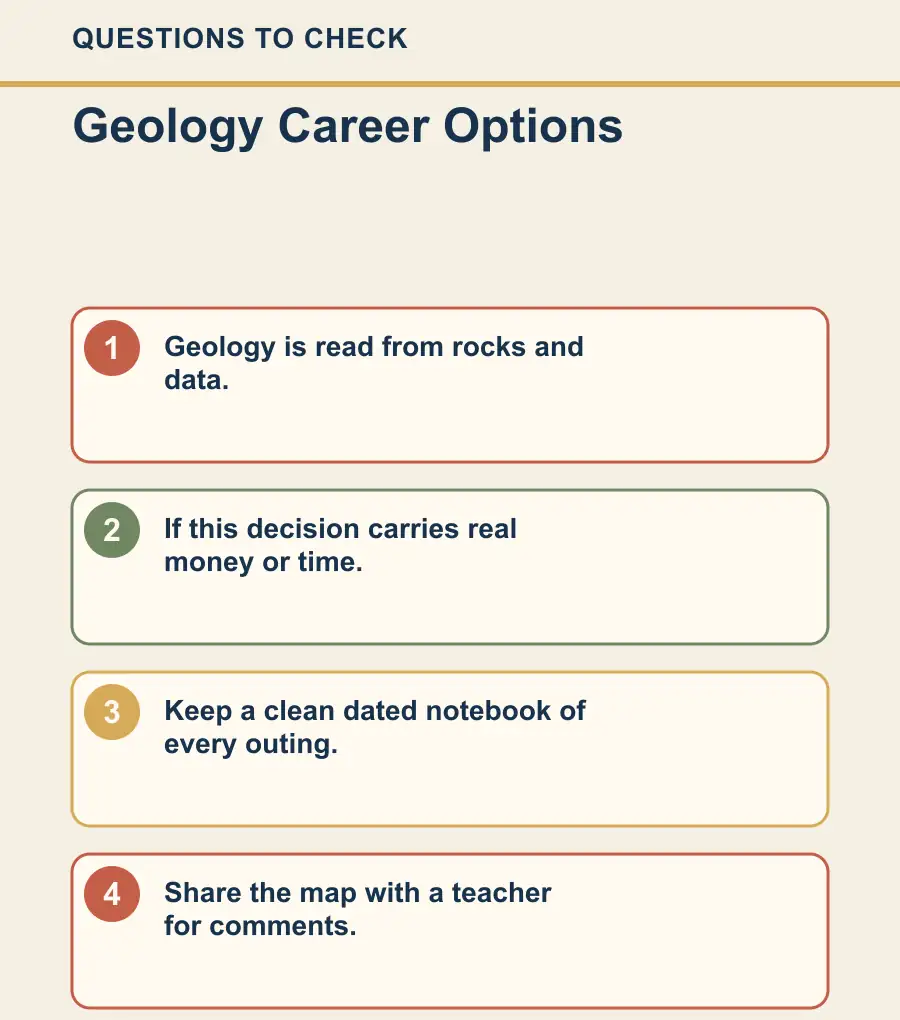 QUESTIONS TO CHECK
Geology Career Options
1
Geology is read from rocks and
data.
2
If this decision carries real
money or time.
3
Keep a clean dated notebook of
every outing.
4
Share the map with a teacher
for comments.